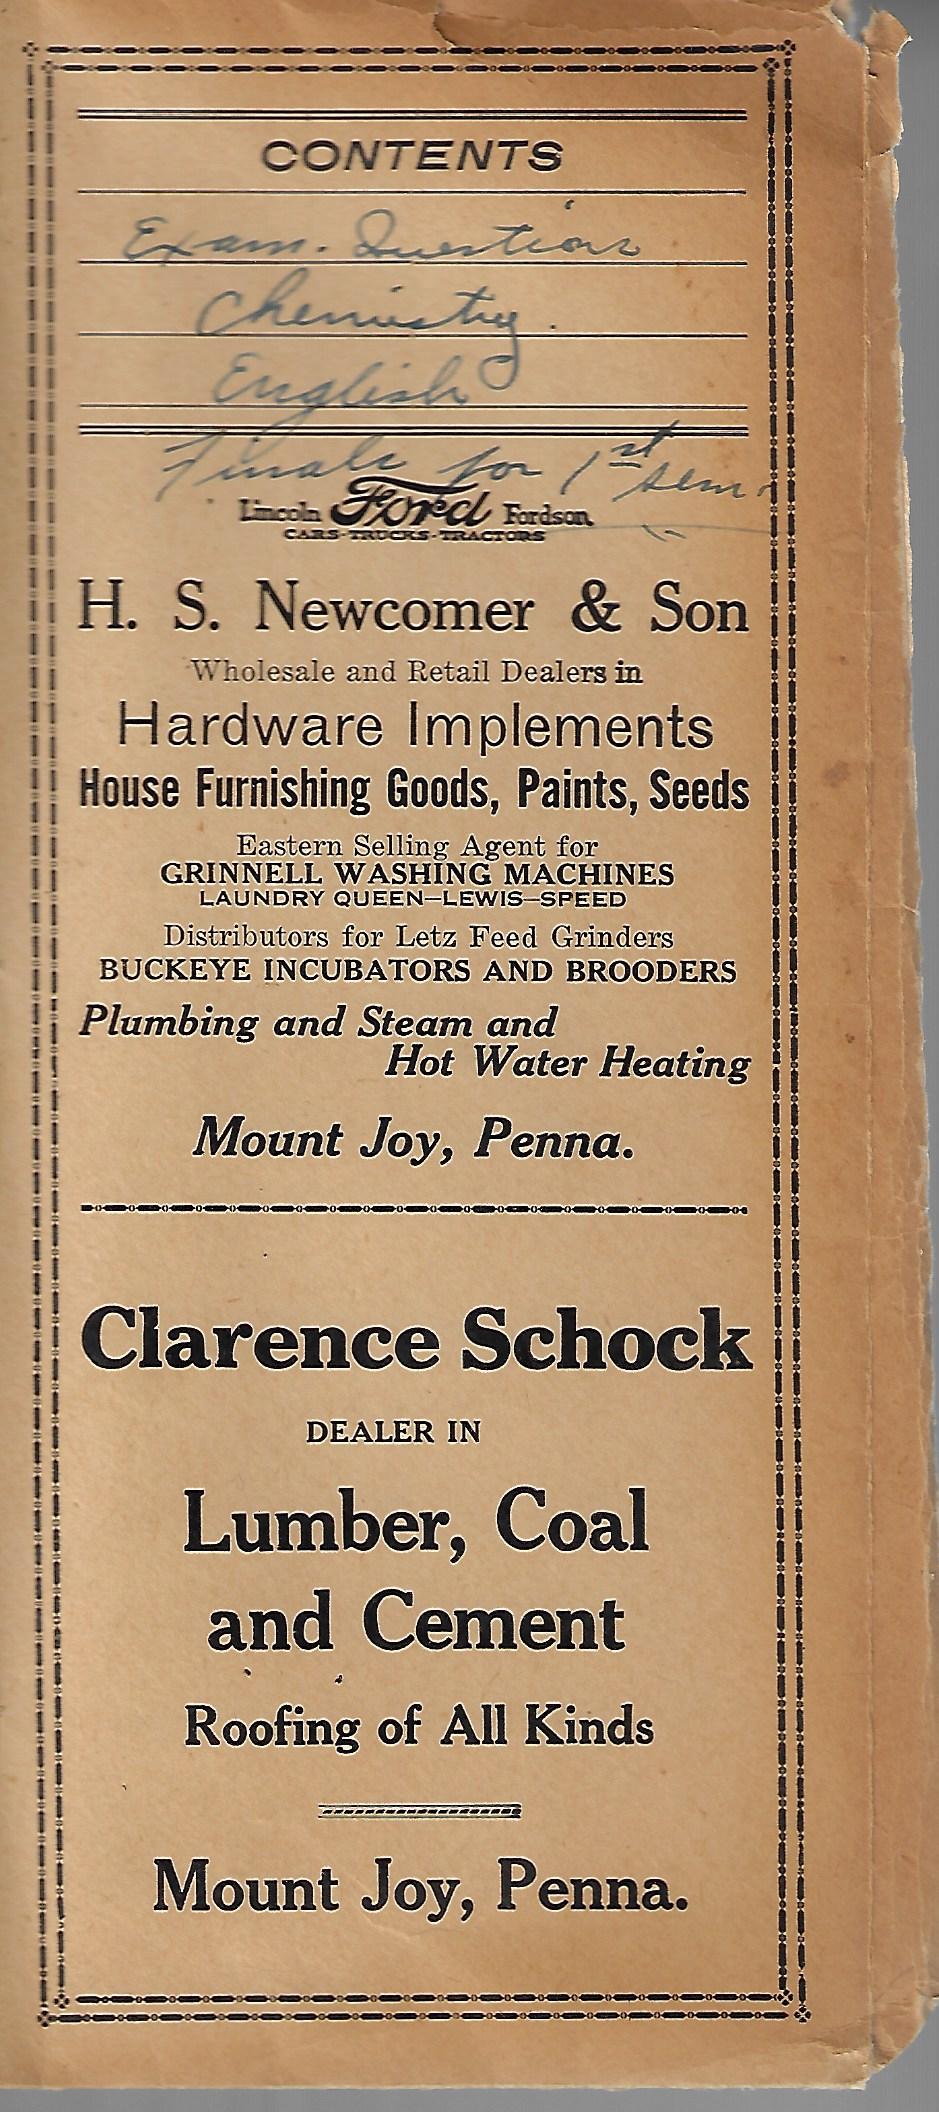 CONTENTS
Exam. Questions
Chemistry.
English
Finals for 1st sem.
Lincoln Ford Fordson
CARS-TRUCKS-TRACTORS
H. S. Newcomer & Son
Wholesale and Retail Dealers in
Hardware Implements
House Furnishing Goods, Paints, Seeds
Eastern Selling Agent for
GRINNELL WASHING MACHINES
LAUNDRY QUEEN—LEWIS—SPEED
Distributors for Letz Feed Grinders
BUCKEYE INCUBATORS AND BROODERS
Plumbing and Steam and
Hot Water Heating
Mount Joy, Penna.
Clarence Schock
DEALER IN
Lumber, Coal
and Cement
Roofing of All Kinds
Mount Joy, Penna.